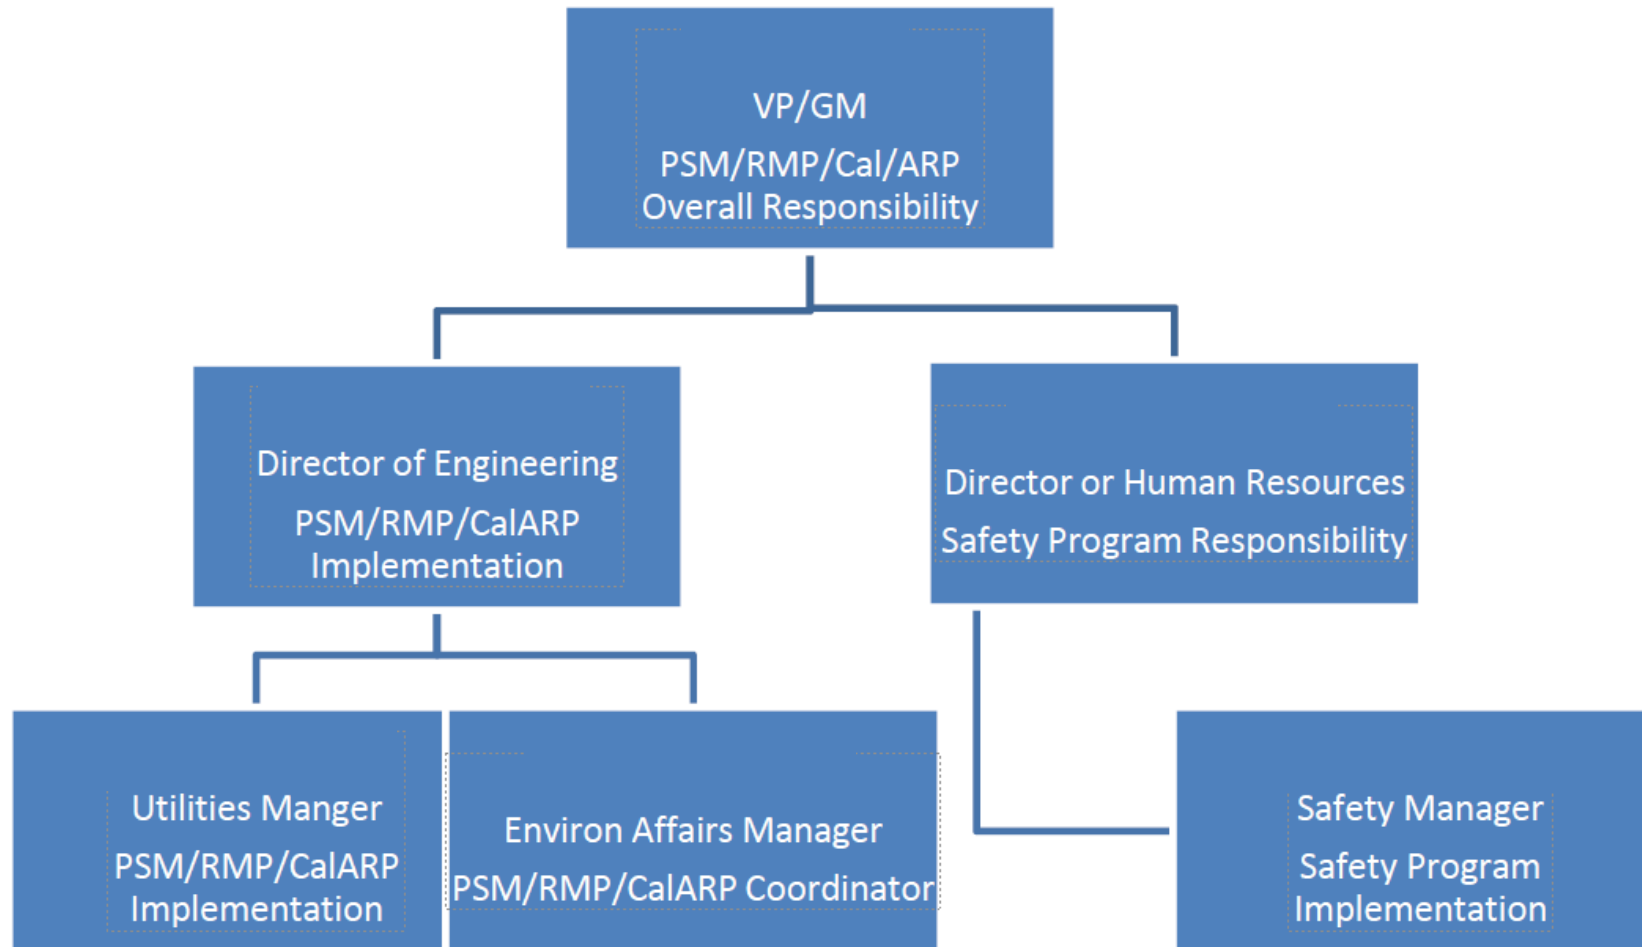 VP/GM
PSM/RMP/Cal/ARP
Overall Responsibility
Director of Engineering
PSM/RMP/CalARP
Implementation
Director or Human Resources
Safety Program Responsibility
Utilities Manger
PSM/RMP/CalARP
Implementation
Environ Affairs Manager
PSM/RMP/CalARP Coordinator
Safety Manager
Safety Program
Implementation